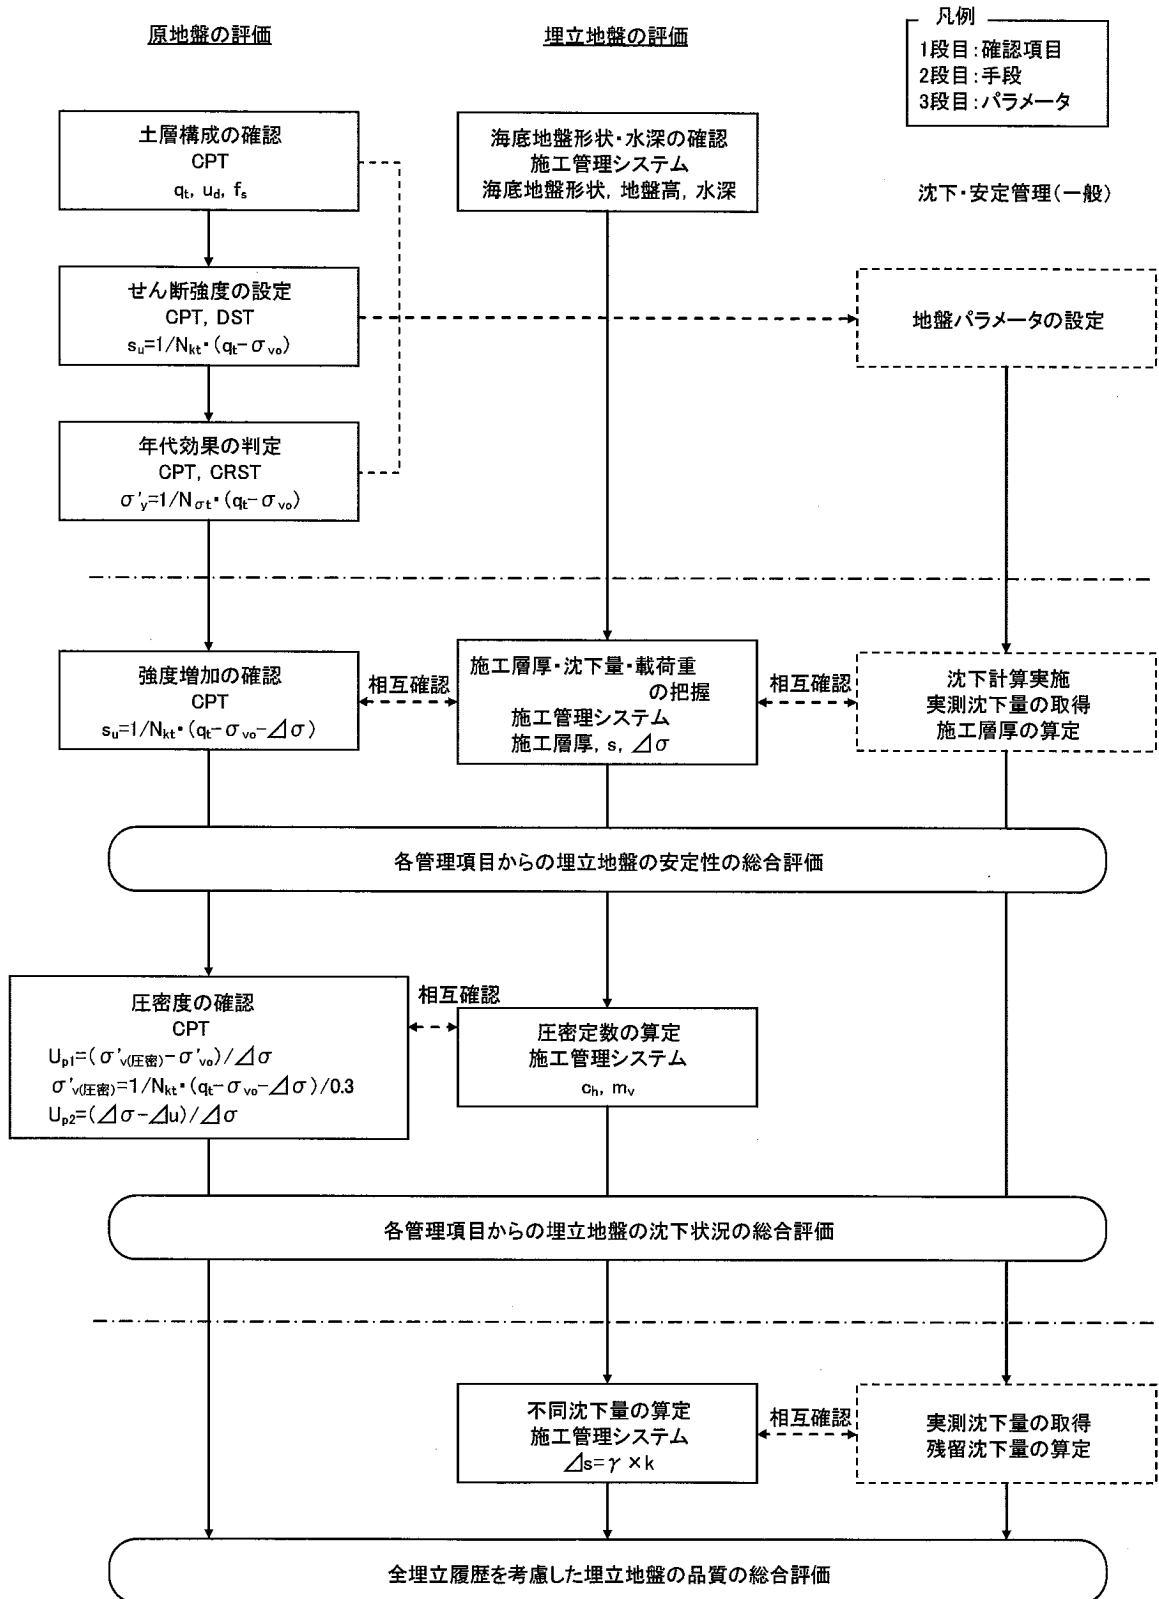 原地盤の評価
埋立地盤の評価
凡例
1段目:確認項目
2段目:手段
3段目:パラメータ
土層構成の確認
CPT
qt, ud, fs
海底地盤形状・水深の確認
施工管理システム
海底地盤形状, 地盤高, 水深
沈下・安定管理(一般)
せん断強度の設定
CPT, DST
su=1/Nkt・(qt-σvo)
地盤パラメータの設定
年代効果の判定
CPT, CRST
σ'y=1/Nσt・(qt-σvo)
強度増加の確認
CPT
su=1/Nkt・(qt-σvo-⊿σ)
相互確認
施工層厚・沈下量・載荷重
の把握
施工管理システム
施工層厚, s, ⊿σ
相互確認
沈下計算実施
実測沈下量の取得
施工層厚の算定
各管理項目からの埋立地盤の安定性の総合評価
圧密度の確認
CPT
Up1=(σ'v(圧密)-σ'vo)/⊿σ
σ'v(圧密)=1/Nkt・(qt-σvo-⊿σ)/0.3
Up2=(⊿σ-⊿u)/⊿σ
相互確認
圧密定数の算定
施工管理システム
ch, mv
各管理項目からの埋立地盤の沈下状況の総合評価
不同沈下量の算定
施工管理システム
⊿s=γ×k
相互確認
実測沈下量の取得
残留沈下量の算定
全埋立履歴を考慮した埋立地盤の品質の総合評価